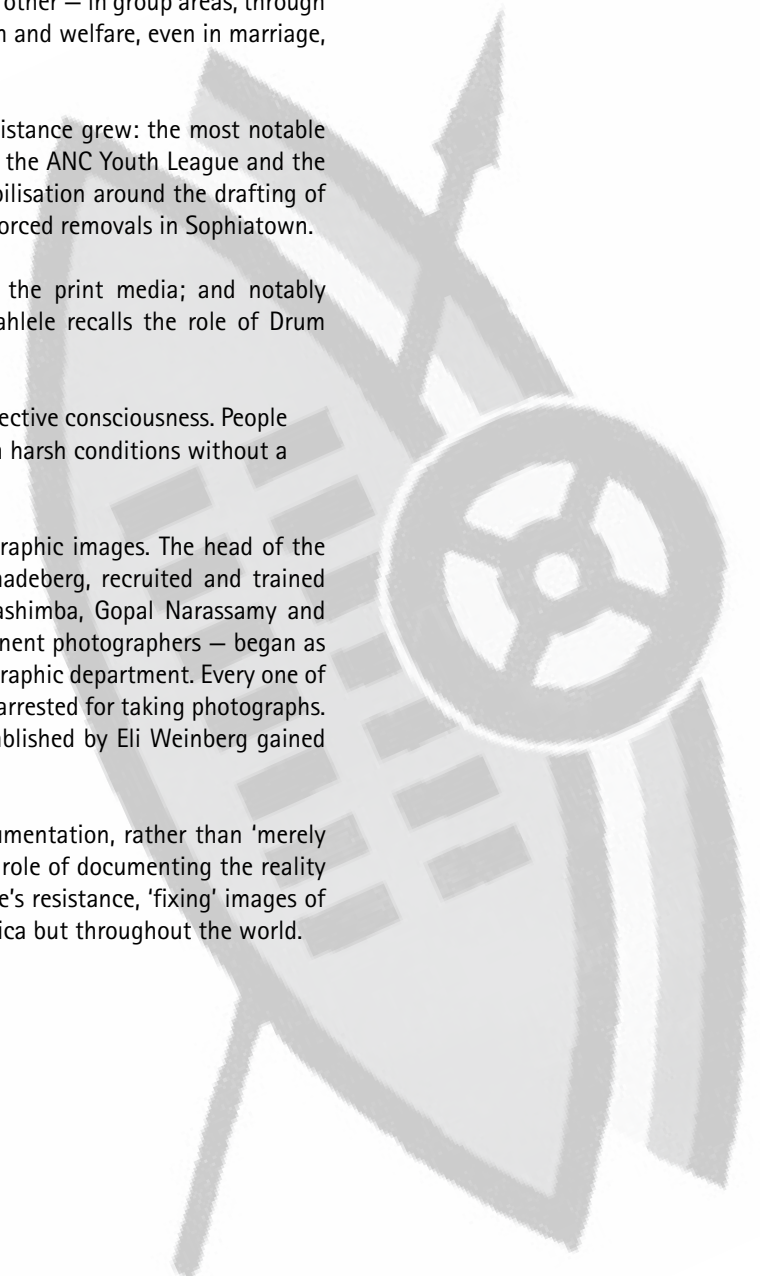 other — in group areas, through
and welfare, even in marriage,
istance grew: the most notable
the ANC Youth League and the
bilisation around the drafting of
orced removals in Sophiatown.
the print media; and notably
ahlele recalls the role of Drum
ective consciousness. People
harsh conditions without a
raphic images. The head of the
hadeberg, recruited and trained
ashimba, Gopal Narassamy and
nent photographers — began as
raphic department. Every one of
arrested for taking photographs.
ablished by Eli Weinberg gained
umentation, rather than ‘merely
role of documenting the reality
e’s resistance, ‘fixing’ images of
ica but throughout the world.